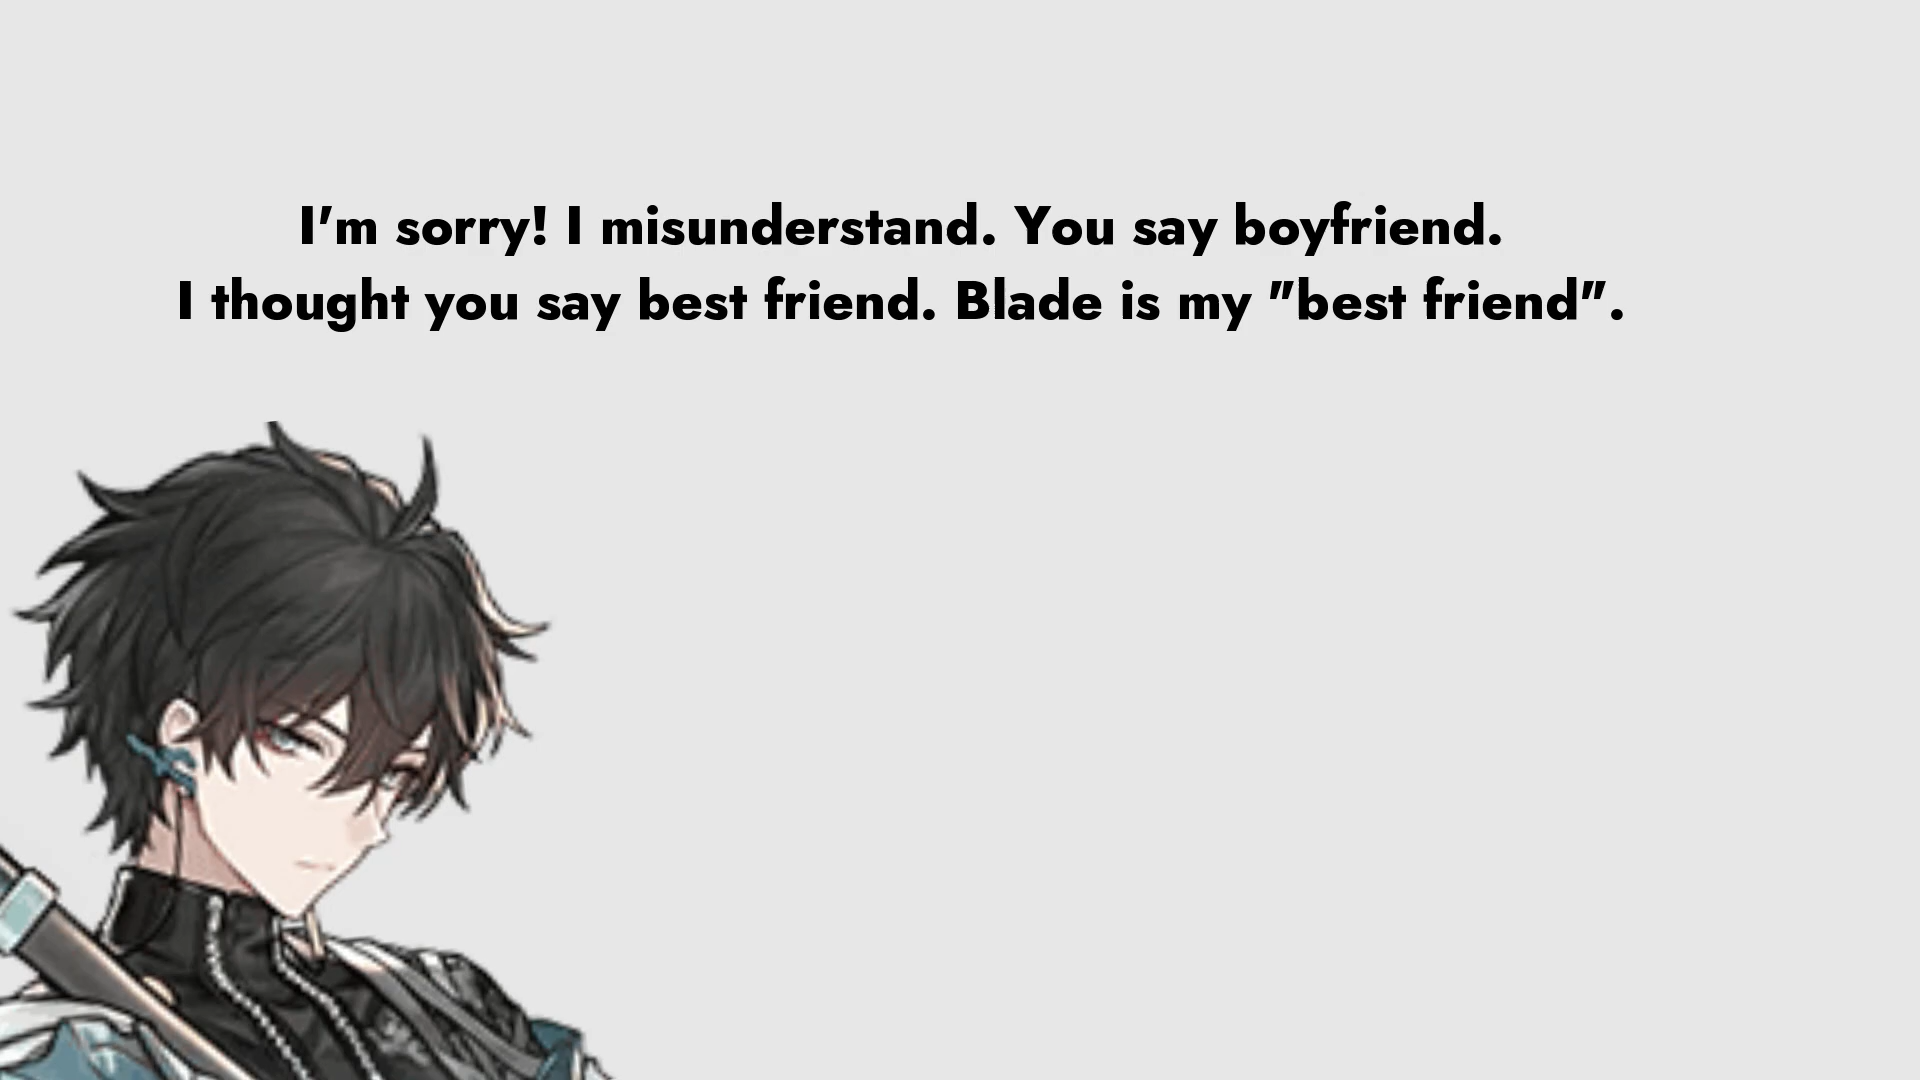 I'm sorry! I misunderstand. You say boyfriend.
I thought you say best friend. Blade is my "best friend".